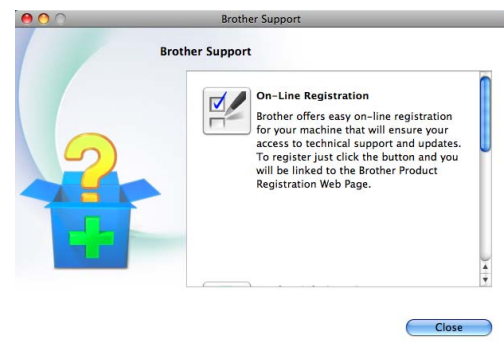 Brother Support
Brother Support
On-Line Registration
Brother offers easy on-line registration
for your machine that will ensure your
access to technical support and updates.
To register just click the button and you
will be linked to the Brother Product
Registration Web Page.
Close